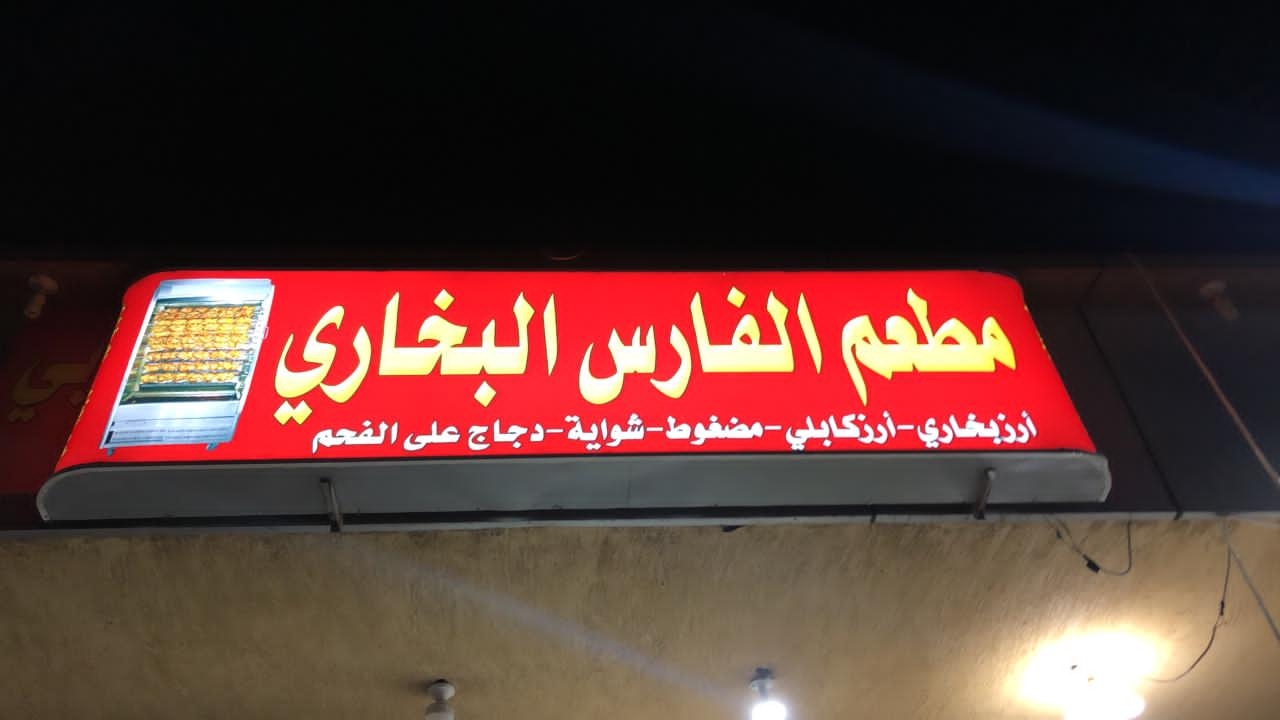 مطعم الفارس البخاري
أرزبخاري-أرزكابلي-مضغوط-شواية-دجاج على الفحم